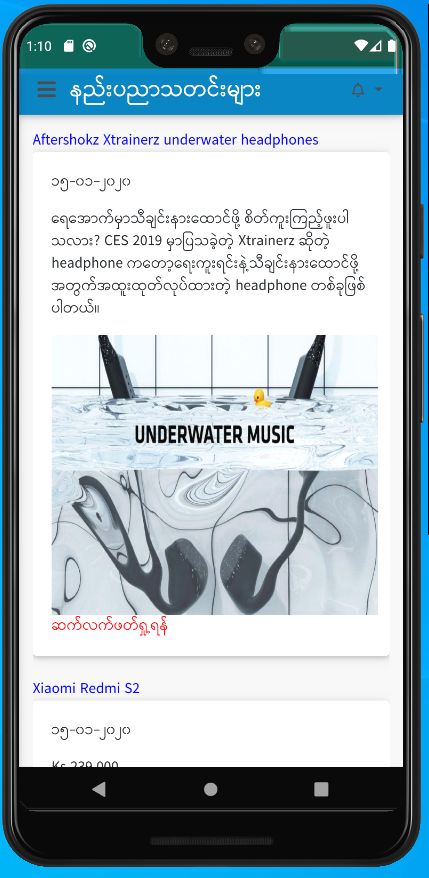 1:10
နည်းပညာသတင်းများ
Aftershokz Xtrainerz underwater headphones
၁၅-၀၁-၂၀၂၀
ရေအောက်မှာသီချင်းနားထောင်ဖို့ စိတ်ကူးကြည့်ဖူးပါ
သလား? CES 2019 မှာပြသခဲ့တဲ့ Xtrainerz ဆိုတဲ့
headphone ကတော့ရေးကူးရင်းနဲ့သီချင်းနားထောင်ဖို့
အတွက်အထူးထုတ်လုပ်ထားတဲ့ headphone တစ်ခုဖြစ်
ပါတယ်။
UNDERWATER MUSIC
ဆက်လက်ဖတ်ရှု့ရန်
Xiaomi Redmi S2
၁၅-၀၁-၂၀၂၀
Ks 239,000